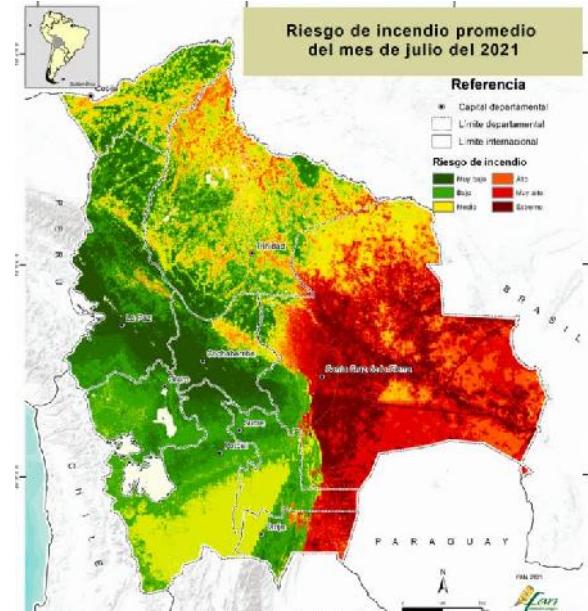 Riesgo de incendio promedio
del mes de julio del 2021
Referencia
Capital departamental
Límite departamental
Límite internacional
Riesgo de incendio
Muy bajo
Alto
Bajo
Muy alto
Medio
Extremo
Cobija
Trinidad
BRASIL
La Paz
Cochabamba
Santa Cruz de la Sierra
Oruro
Sucre
Potosí
CHILE
Tarija
PARAGUAY
N
FAN 2021
fan